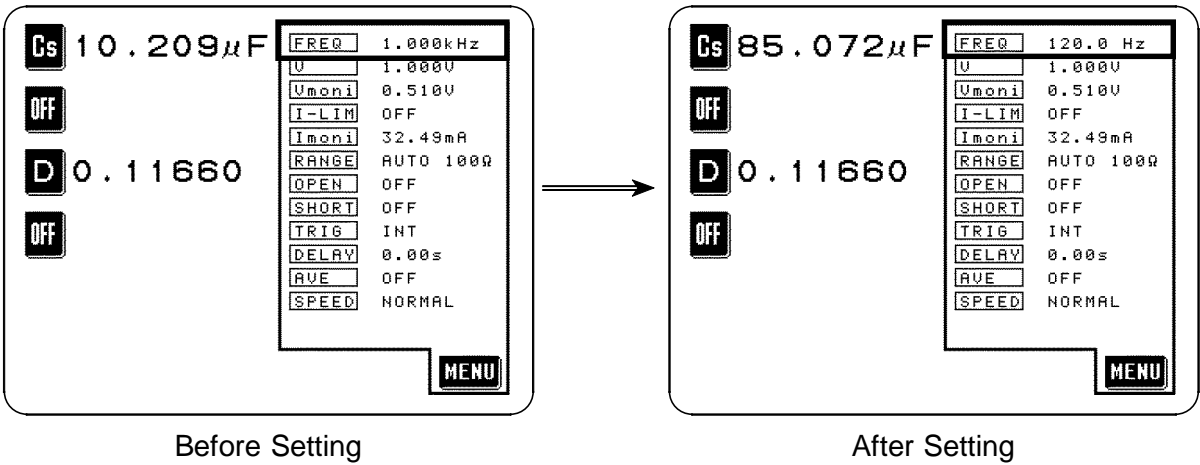 Cs 10.209μF
OFF
D 0.11660
OFF
FREQ 1.000kHz
V 1.000V
Vmoni 0.510V
I-LIM OFF
Imoni 32.49mA
RANGE AUTO 100Ω
OPEN OFF
SHORT OFF
TRIG INT
DELAY 0.00s
AVE OFF
SPEED NORMAL
MENU
Before Setting
Cs 85.072μF
OFF
D 0.11660
OFF
FREQ 120.0 Hz
V 1.000V
Vmoni 0.510V
I-LIM OFF
Imoni 32.49mA
RANGE AUTO 100Ω
OPEN OFF
SHORT OFF
TRIG INT
DELAY 0.00s
AVE OFF
SPEED NORMAL
MENU
After Setting